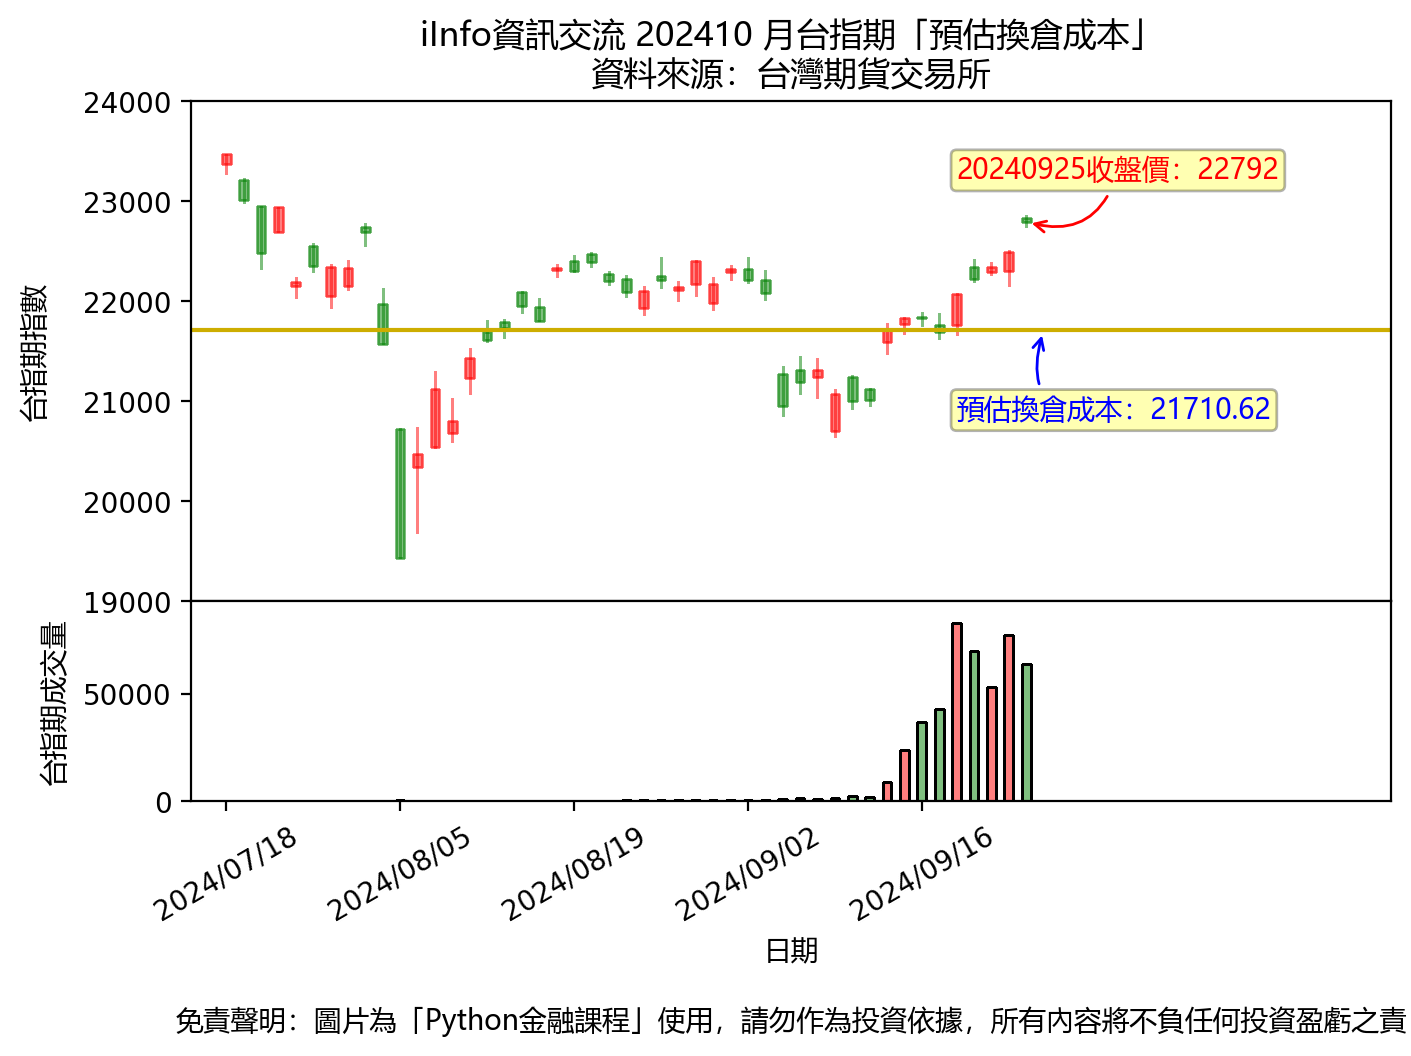 iInfo資訊交流 202410 月台指期「預估換倉成本」
資料來源：台灣期貨交易所
24000
23000
22000
21000
20000
19000
台指期指數
20240925收盤價：22792
預估換倉成本：21710.62
50000
0
台指期成交量
2024/07/18
2024/08/05
2024/08/19
2024/09/02
2024/09/16
日期
免責聲明：圖片為「Python金融課程」使用，請勿作為投資依據，所有內容將不負任何投資盈虧之責